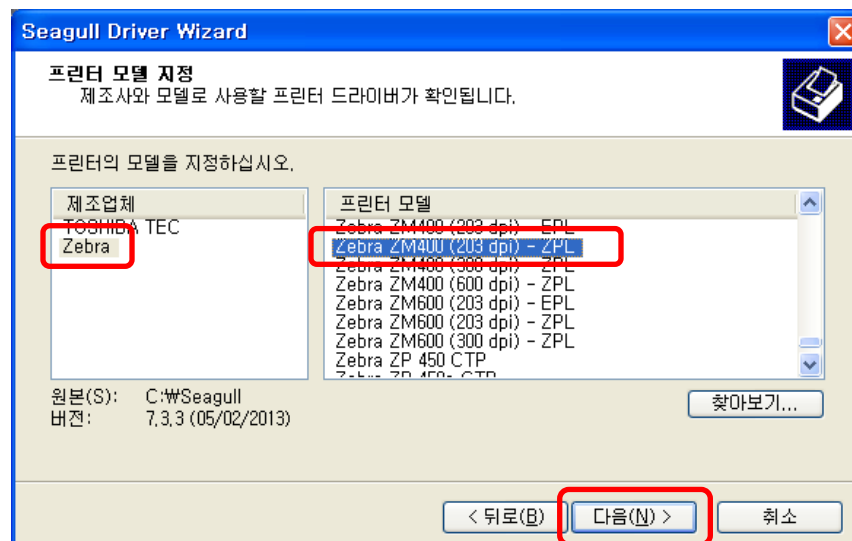 Seagull Driver Wizard
프린터 모델 지정
제조사와 모델로 사용할 프린터 드라이버가 확인됩니다.
프린터의 모델을 지정하십시오.
제조업체
TOSHIBA TEC
Zebra
프린터 모델
Zebra ZM400 (203 dpi) - EPL
Zebra ZM400 (203 dpi) - ZPL
Zebra ZM400 (300 dpi) - ZPL
Zebra ZM400 (600 dpi) - ZPL
Zebra ZM600 (203 dpi) - EPL
Zebra ZM600 (203 dpi) - ZPL
Zebra ZM600 (300 dpi) - ZPL
Zebra ZP 450 CTP
Zebra ZP 450c CTP
원본(S): C:₩Seagull
버전: 7.3.3 (05/02/2013)
찾아보기...
< 뒤로(B)
다음(N) >
취소